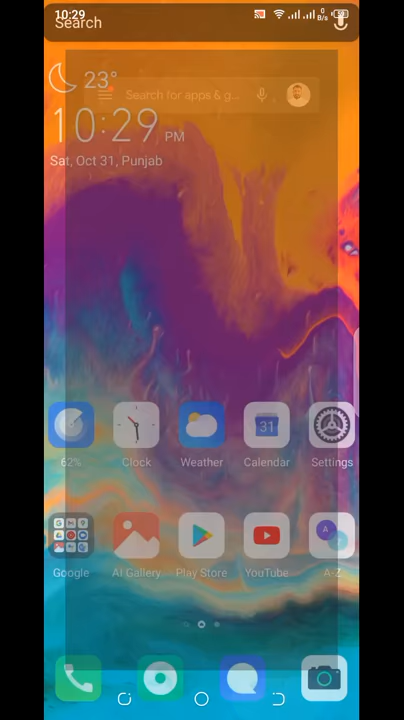 10:29
Search
B/s 59
23°
Search for apps & g...
10:29 PM
Sat, Oct 31, Punjab
31
62% Clock Weather Calendar Settings
A
Google AI Gallery Play Store YouTube A-Z